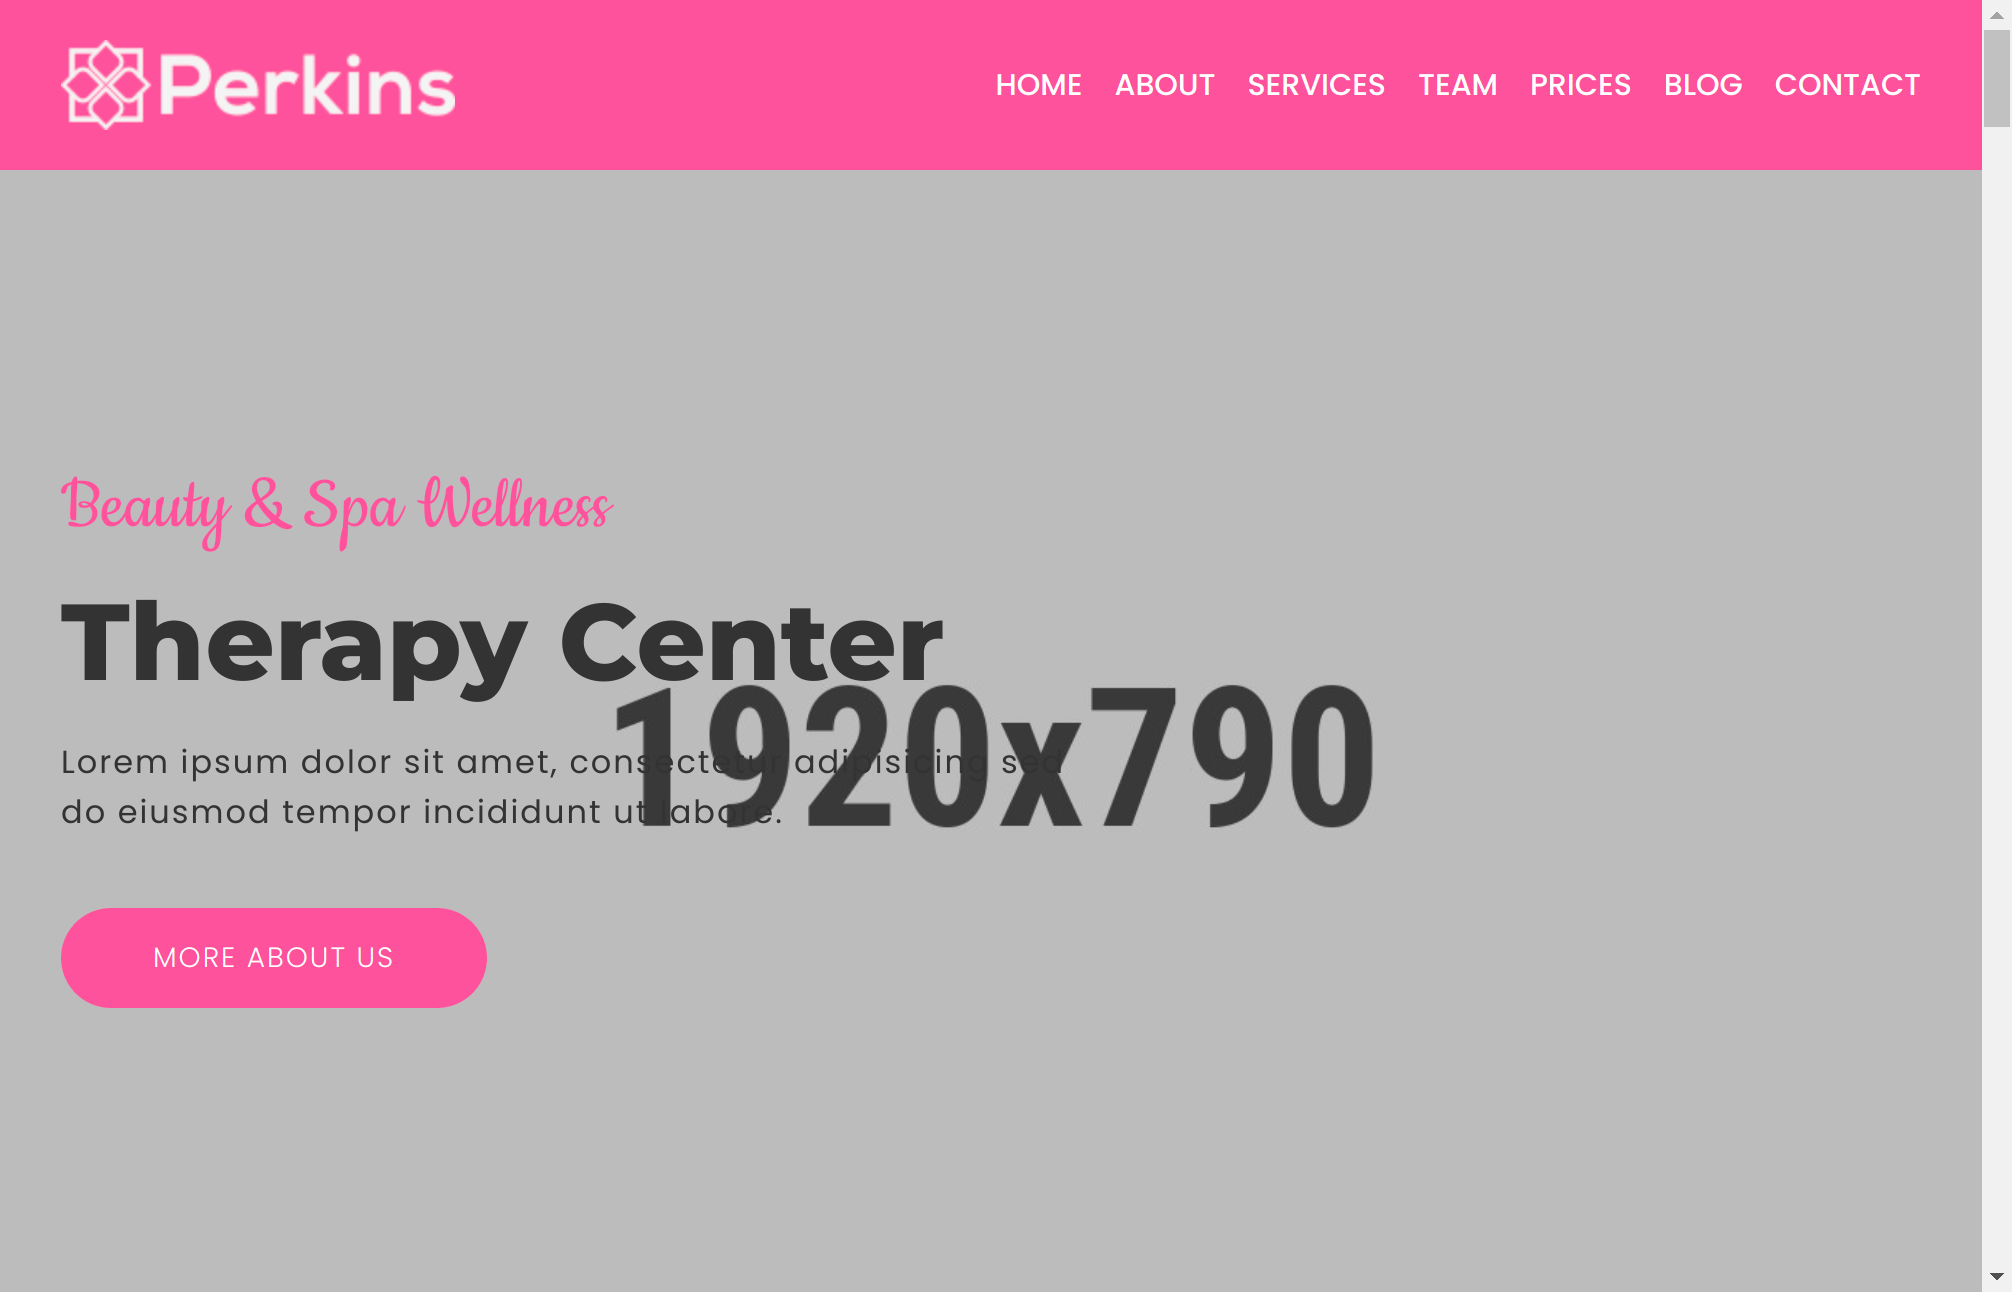 Perkins
HOME ABOUT SERVICES TEAM PRICES BLOG CONTACT
Beauty & Spa Wellness
Therapy Center
1920x790
Lorem ipsum dolor sit amet, consectetur adipisicing sed
do eiusmod tempor incididunt ut labore.
MORE ABOUT US